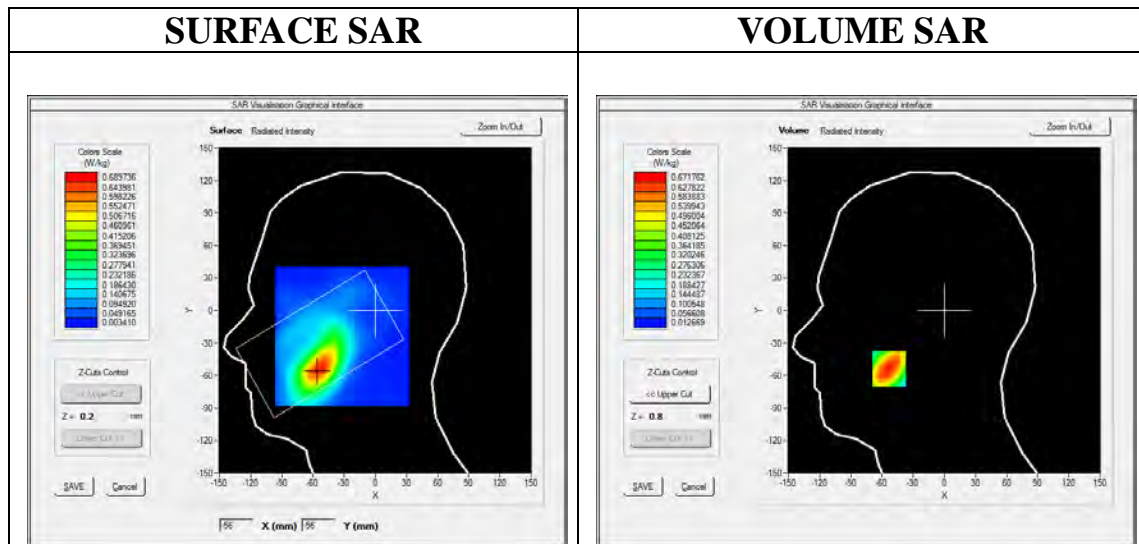 SURFACE SAR
VOLUME SAR
SAR Visualisation Graphical Interface
Surface Radiated Intensity
Zoom In/Out
Colors Scale
(W/kg)
0.689736
0.643981
0.598226
0.552471
0.506716
0.460961
0.415206
0.369451
0.323696
0.277941
0.232186
0.186430
0.140675
0.094920
0.049165
0.003410
150
120
90
60
30
0
-30
-60
-90
-120
-150
Y
-150 -120 -90 -60 -30 0 30 60 90 120 150
X
Z-Cuts Control
<< Upper Cut
Z = 0.2 mm
Lower Cut >>
SAVE Cancel
56 X (mm) 56 Y (mm)
SAR Visualisation Graphical Interface
Volume Radiated Intensity
Zoom In/Out
Colors Scale
(W/kg)
0.671762
0.627822
0.583883
0.539943
0.496004
0.452064
0.408125
0.364185
0.320246
0.276306
0.232367
0.188427
0.144487
0.100548
0.056608
0.012669
150
120
90
60
30
0
-30
-60
-90
-120
-150
Y
-150 -120 -90 -60 -30 0 30 60 90 120 150
X
Z-Cuts Control
<< Upper Cut
Z = 0.8 mm
Lower Cut >>
SAVE Cancel